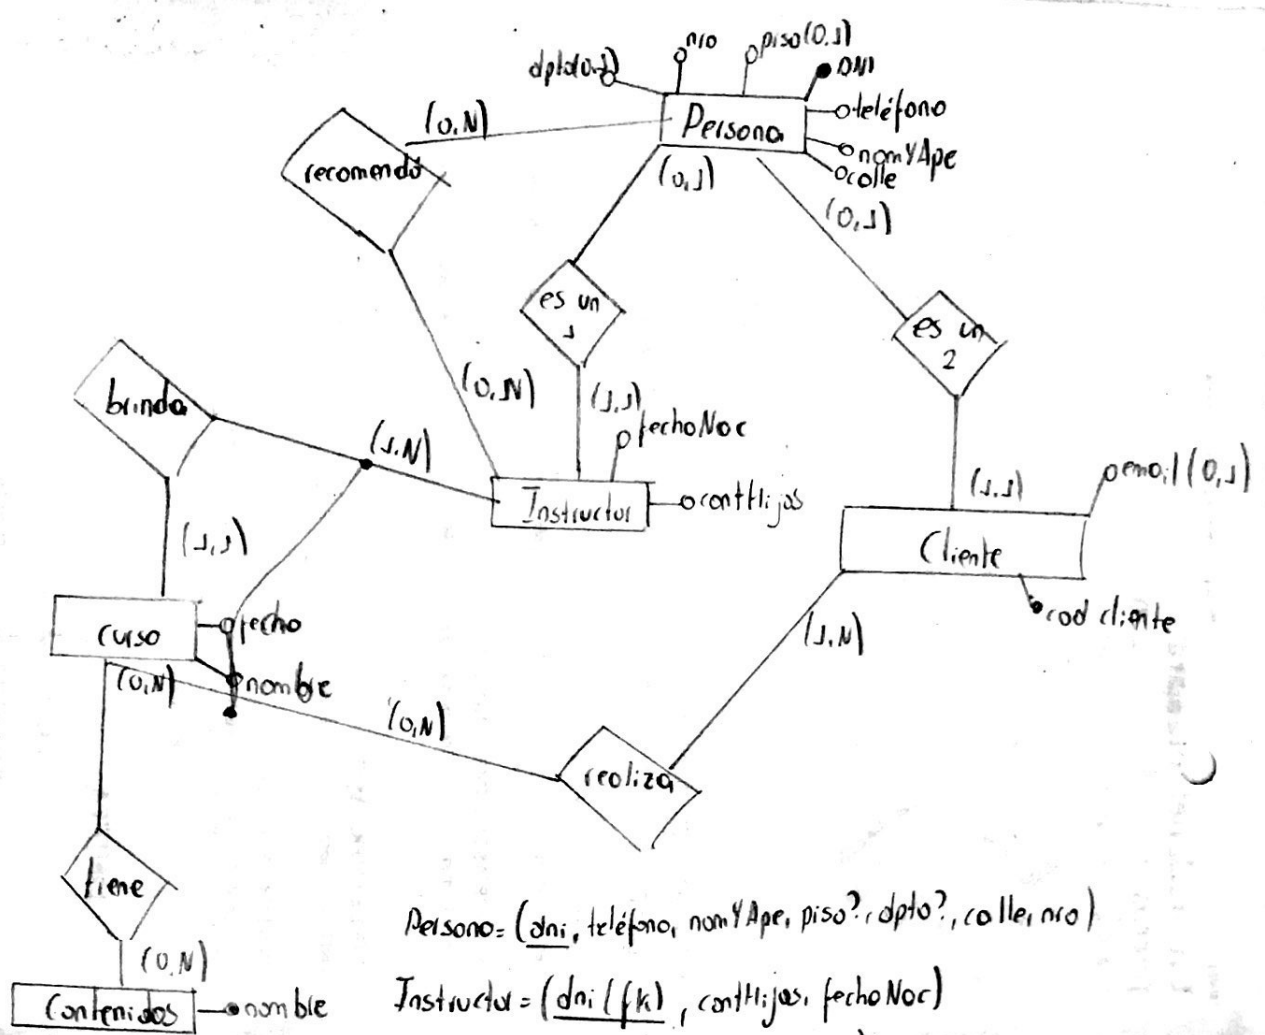 nro
piso(0,1)
dpto(0,1)
DNI
teléfono
Persona
nomYApe
calle
(0,N)
recomendó
(0,1)
(0,1)
es un
1
es un
2
(0,N)
(1,1)
fechaNac
brinda
(1,N)
Instructor
cantHijos
(1,1)
email(0,1)
(1,1)
Cliente
cod cliente
curso
fecha
nombre
(0,N)
(0,N)
(1,N)
realiza
tiene
(0,N)
Contenidos
nombre
Persona= (dni, teléfono, nomYApe, piso?, dpto?, calle, nro)
Instructor= (dni(fk), cantHijos, fechaNac)